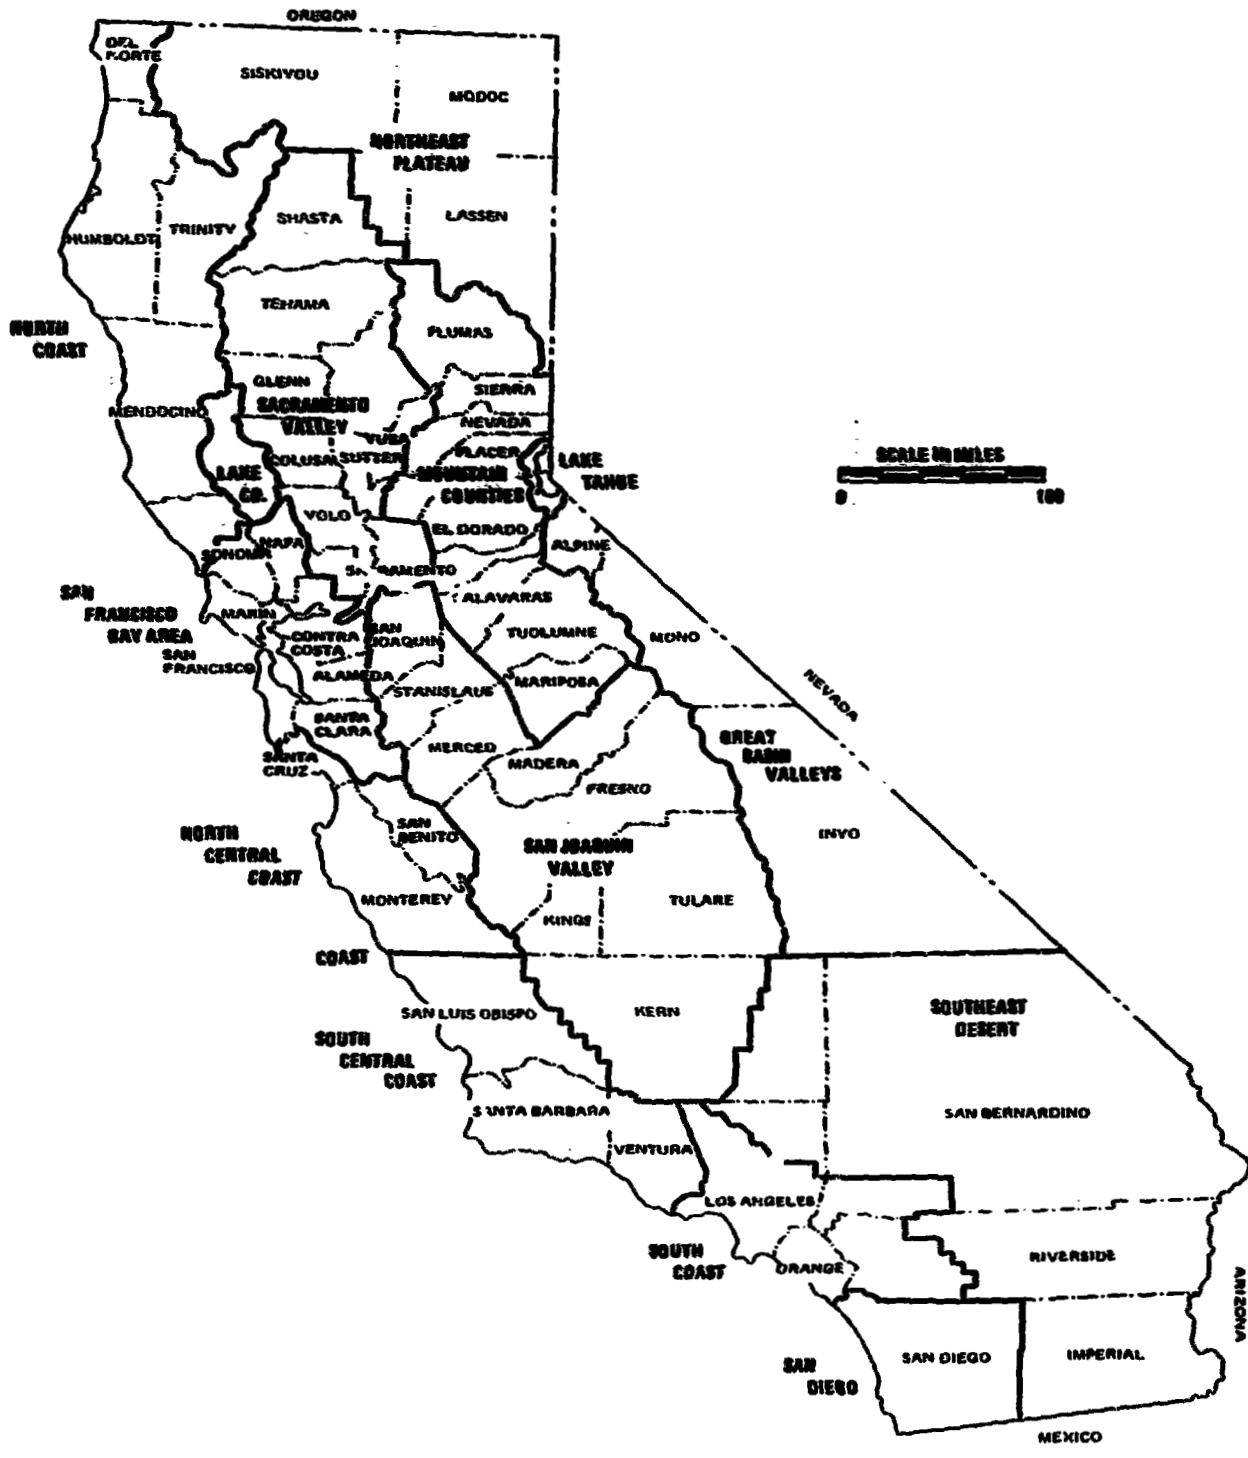 OREGON
DEL
NORTE
SISKIYOU
MODOC
NORTHEAST
PLATEAU
HUMBOLDT
TRINITY
SHASTA
LASSEN
TEHAMA
PLUMAS
NORTH
COAST
GLENN
SIERRA
MENDOCINO
SACRAMENTO
VALLEY
NEVADA
YUBA
COLUSA
SUTTER
PLACER
LAKE
TAHOE
SCALE IN MILES
0 100
LAKE
CO.
MOUNTAIN
COUNTIES
YOLO
EL DORADO
SONOMA
NAPA
ALPINE
RAMENTO
SAN
FRANCISCO
BAY AREA
MARIN
ALAVARAS
CONTRA
COSTA
SAN
JOAQUIN
TUOLUMNE
MONO
SAN
FRANCISCO
ALAMEDA
STANISLAUS
MARIPOSA
NEVADA
SANTA
CLARA
MERCED
MADERA
GREAT
BASIN
VALLEYS
SANTA
CRUZ
FRESNO
NORTH
CENTRAL
COAST
SAN
BENITO
SAN JOAQUIN
VALLEY
INYO
MONTEREY
KINGS
TULARE
COAST
SAN LUIS OBISPO
KERN
SOUTHEAST
DESERT
SOUTH
CENTRAL
COAST
SANTA BARBARA
SAN BERNARDINO
VENTURA
LOS ANGELES
SOUTH
COAST
ORANGE
RIVERSIDE
ARIZONA
SAN
DIEGO
SAN DIEGO
IMPERIAL
MEXICO